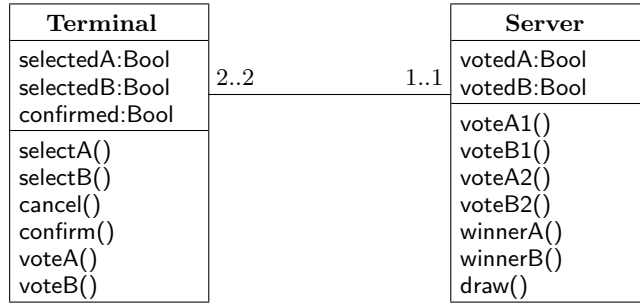 Terminal
selectedA:Bool
selectedB:Bool
confirmed:Bool
selectA()
selectB()
cancel()
confirm()
voteA()
voteB()
2..2
1..1
Server
votedA:Bool
votedB:Bool
voteA1()
voteB1()
voteA2()
voteB2()
winnerA()
winnerB()
draw()